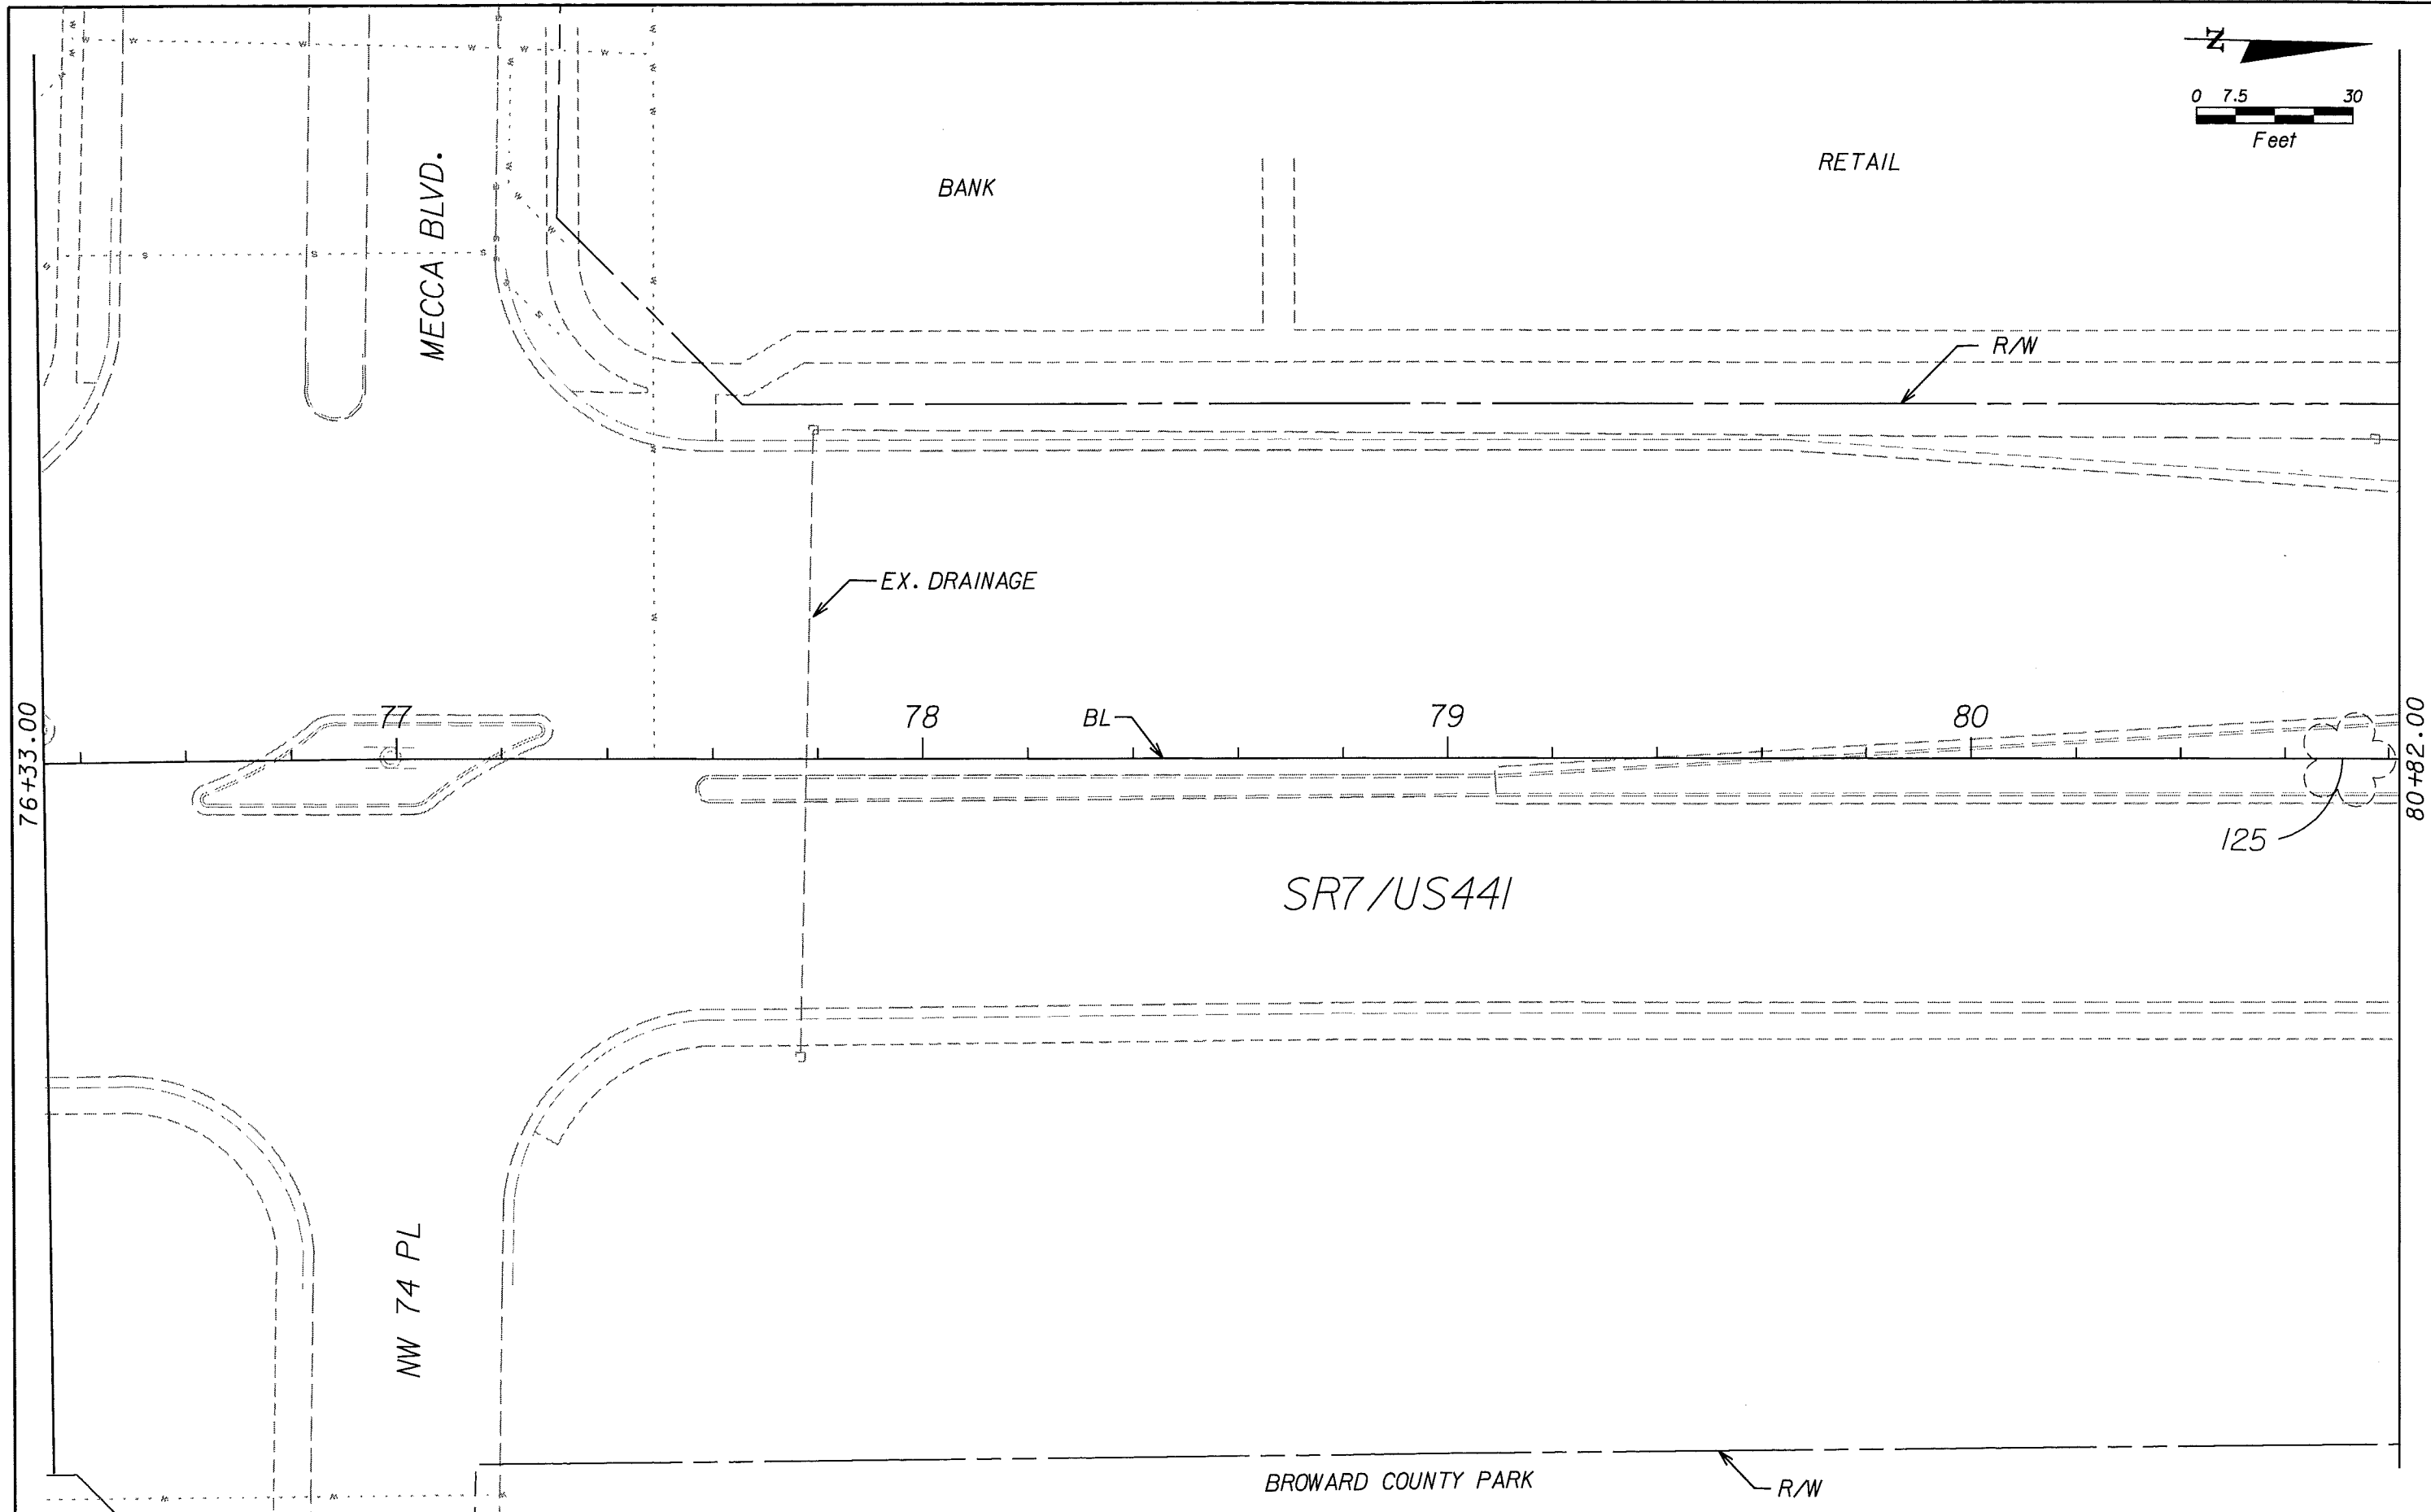 N
0 7.5 30
Feet
MECCA BLVD.
BANK
RETAIL
R/W
EX. DRAINAGE
76+33.00
77
78
BL
79
80
80+82.00
125
SR7/US441
NW 74 PL
BROWARD COUNTY PARK
R/W